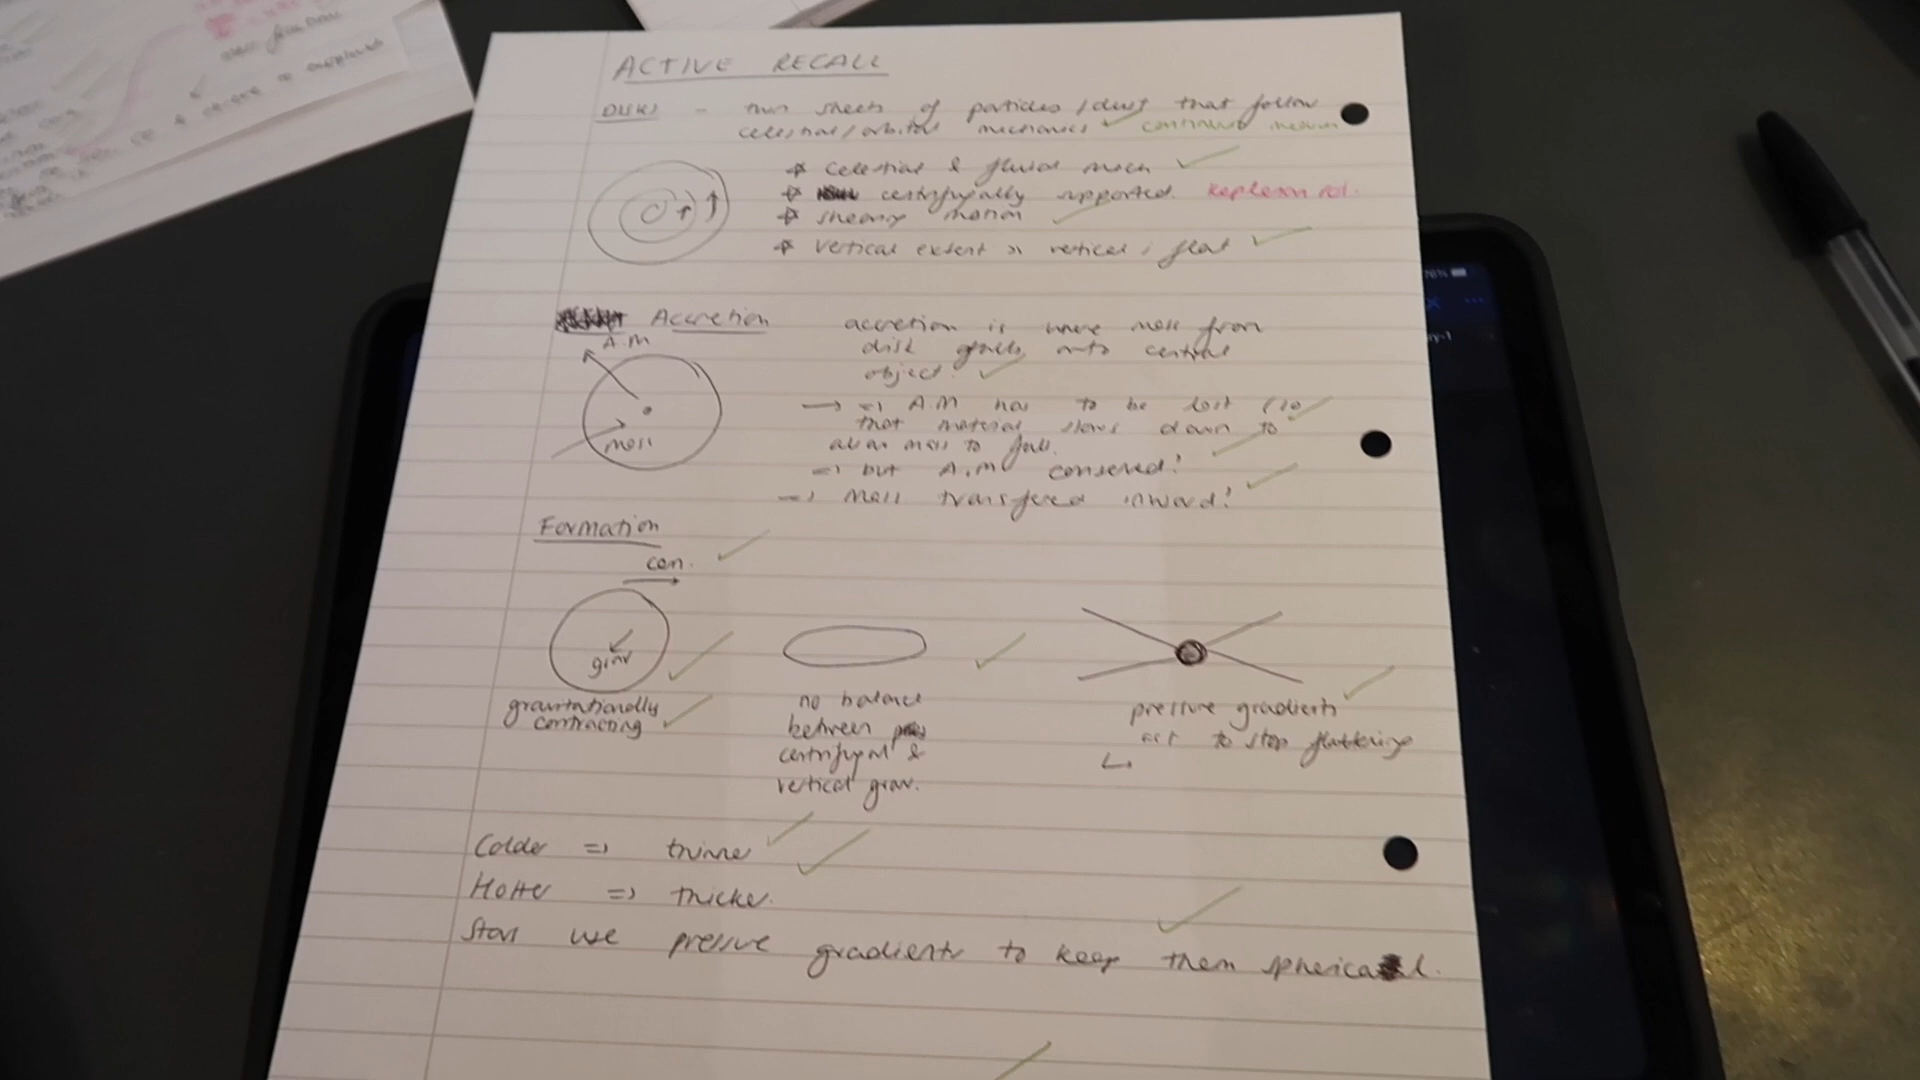 ACTIVE RECALL
DISKS - thin sheets of particles / dust that follow
celestial/orbital mechanics continuous medium
* celestial & fluid mech
* centrifugally supported. keplerian rot.
* sheary motion
* vertical extent vertical ; flat
Accretion
A.M
mass
accretion is where mass from
disk onto central
object.
=> A.M has to be lost (so
that material slows down to
allow mass to fall.
=> but A.M conserved!
=> Mass transfered inward!
Formation
cen.
grav
gravitationally
contracting
no balance
between
centrifugal &
vertical grav.
pressure gradients
act to stop flattening
Colder => thinner
Hotter => thicker.
Stars use pressure gradients to keep them spherical.